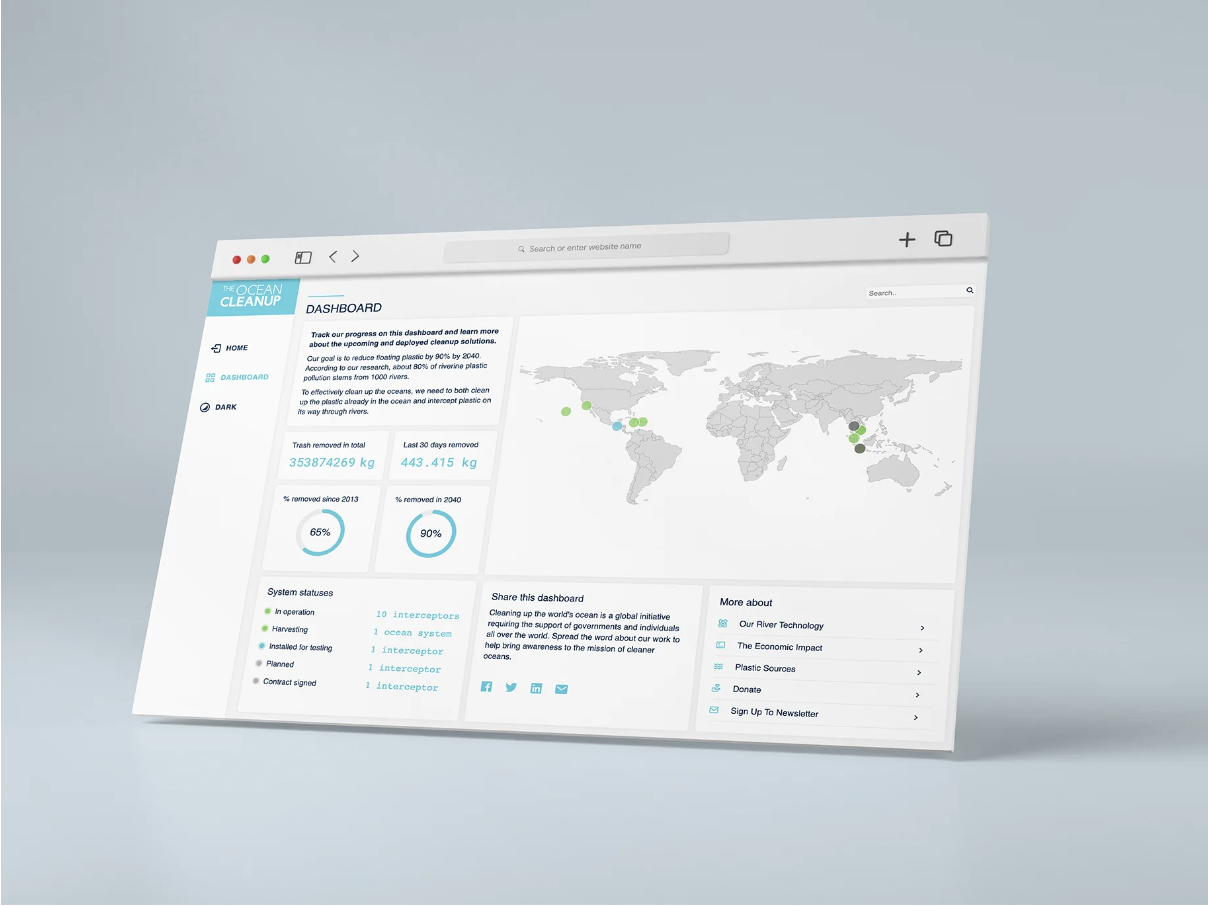 Search or enter website name
THE OCEAN
CLEANUP
HOME
DASHBOARD
DARK
DASHBOARD
Search..
Track our progress on this dashboard and learn more
about the upcoming and deployed cleanup solutions.
Our goal is to reduce floating plastic by 90% by 2040.
According to our research, about 80% of riverine plastic
pollution stems from 1000 rivers.
To effectively clean up the oceans, we need to both clean
up the plastic already in the ocean and intercept plastic on
its way through rivers.
Trash removed in total
353874269 kg
Last 30 days removed
443.415 kg
% removed since 2013
65%
% removed in 2040
90%
System statuses
In operation 10 interceptors
Harvesting 1 ocean system
Installed for testing 1 interceptor
Planned 1 interceptor
Contract signed 1 interceptor
Share this dashboard
Cleaning up the world's ocean is a global initiative
requiring the support of governments and individuals
all over the world. Spread the word about our work to
help bring awareness to the mission of cleaner
oceans.
More about
Our River Technology
The Economic Impact
Plastic Sources
Donate
Sign Up To Newsletter